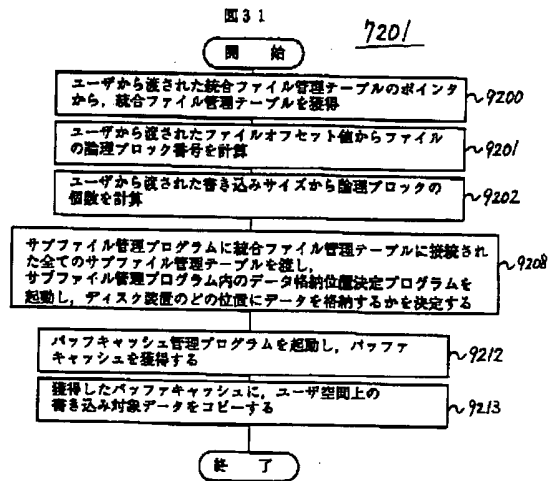 図31
7201
開 始
ユーザから渡された統合ファイル管理テーブルのポインタ
から,統合ファイル管理テーブルを獲得
9200
ユーザから渡されたファイルオフセット値からファイル
の論理ブロック番号を計算
9201
ユーザから渡された書き込みサイズから論理ブロックの
個数を計算
9202
サブファイル管理プログラムに統合ファイル管理テーブルに接続され
た全てのサブファイル管理テーブルを渡し,
サブファイル管理プログラム内のデータ格納位置決定プログラムを
起動し,ディスク装置のどの位置にデータを格納するかを決定する
9208
バッフキャッシュ管理プログラムを起動し,バッファ
キャッシュを獲得する
9212
獲得したバッファキャッシュに,ユーザ空間上の
書き込み対象データをコピーする
9213
終 了